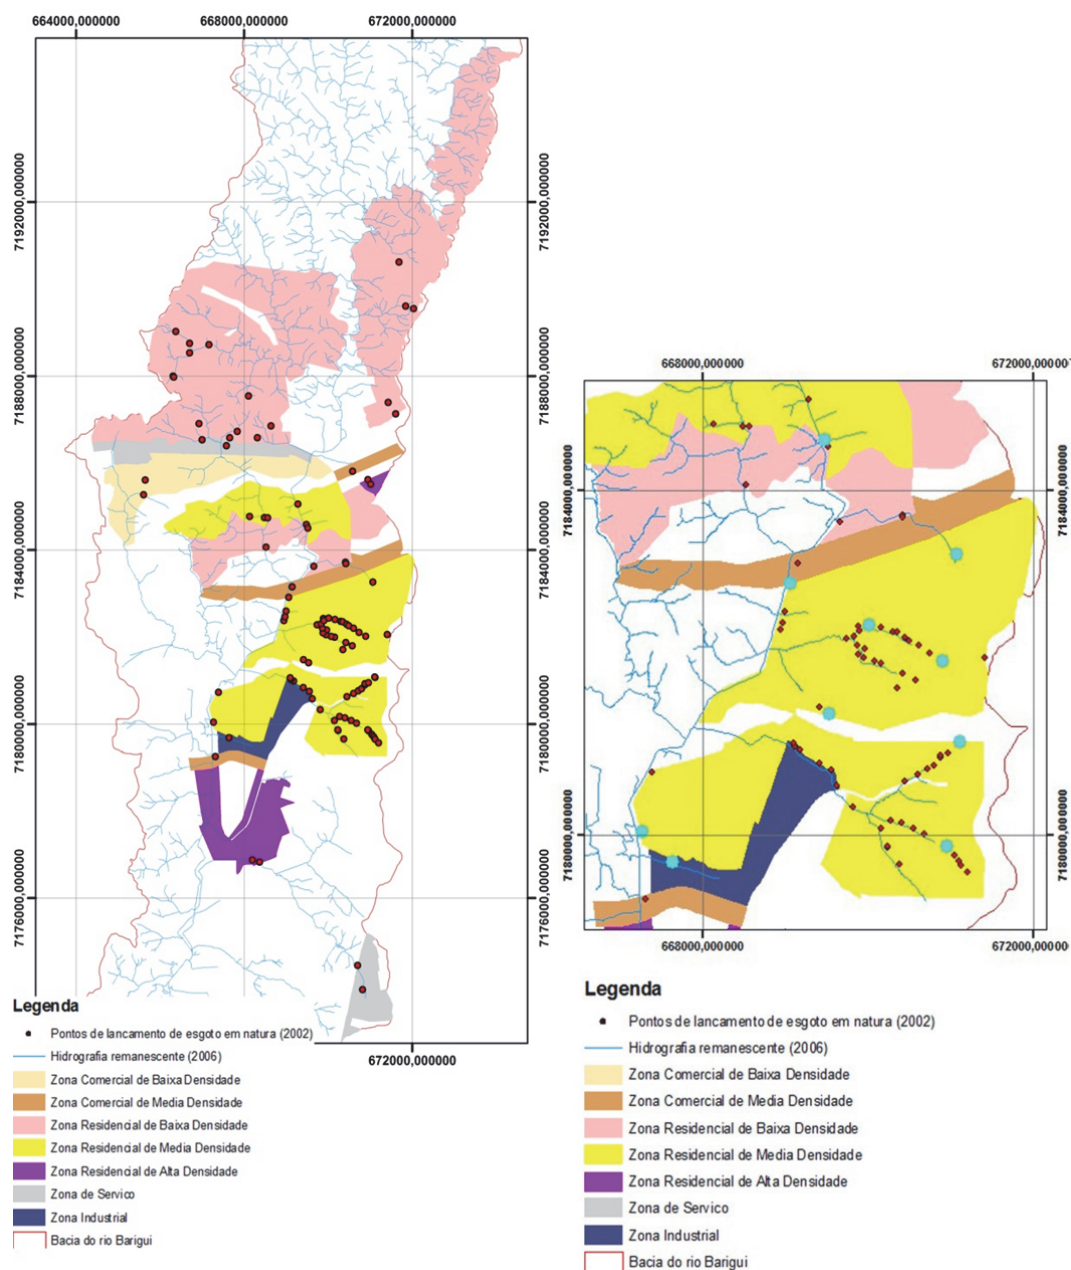 664000,000000 668000,000000 672000,000000
7192000,000000 7192000,000000
7188000,000000 7188000,000000
7184000,000000 7184000,000000
7180000,000000 7180000,000000
7176000,000000 7176000,000000
672000,000000
Legenda
Pontos de lancamento de esgoto em natura (2002)
Hidrografia remanescente (2006)
Zona Comercial de Baixa Densidade
Zona Comercial de Media Densidade
Zona Residencial de Baixa Densidade
Zona Residencial de Media Densidade
Zona Residencial de Alta Densidade
Zona de Servico
Zona Industrial
Bacia do rio Barigui
668000,000000 672000,000000
7184000,000000 7184000,000000
7180000,000000 7180000,000000
668000,000000 672000,000000
Legenda
Pontos de lancamento de esgoto em natura (2002)
Hidrografia remanescente (2006)
Zona Comercial de Baixa Densidade
Zona Comercial de Media Densidade
Zona Residencial de Baixa Densidade
Zona Residencial de Media Densidade
Zona Residencial de Alta Densidade
Zona de Servico
Zona Industrial
Bacia do rio Barigui